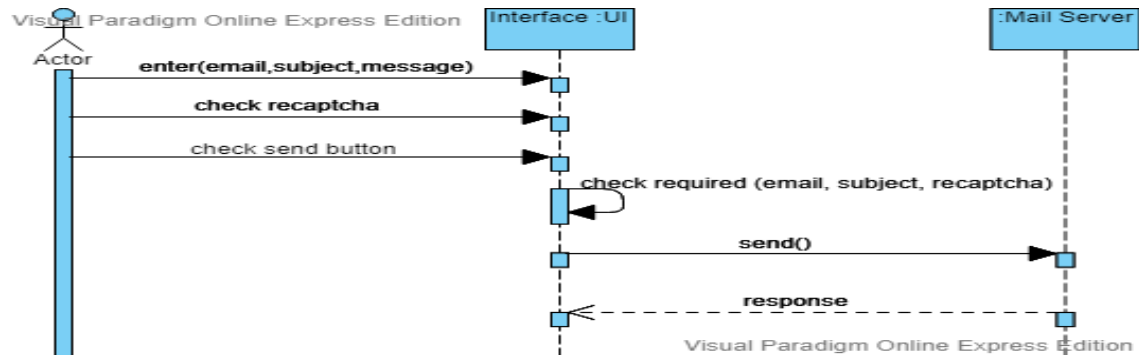 Visual Paradigm Online Express Edition
Interface :UI
:Mail Server
Actor
enter(email,subject,message)
check recaptcha
check send button
check required (email, subject, recaptcha)
send()
response
Visual Paradigm Online Express Edition